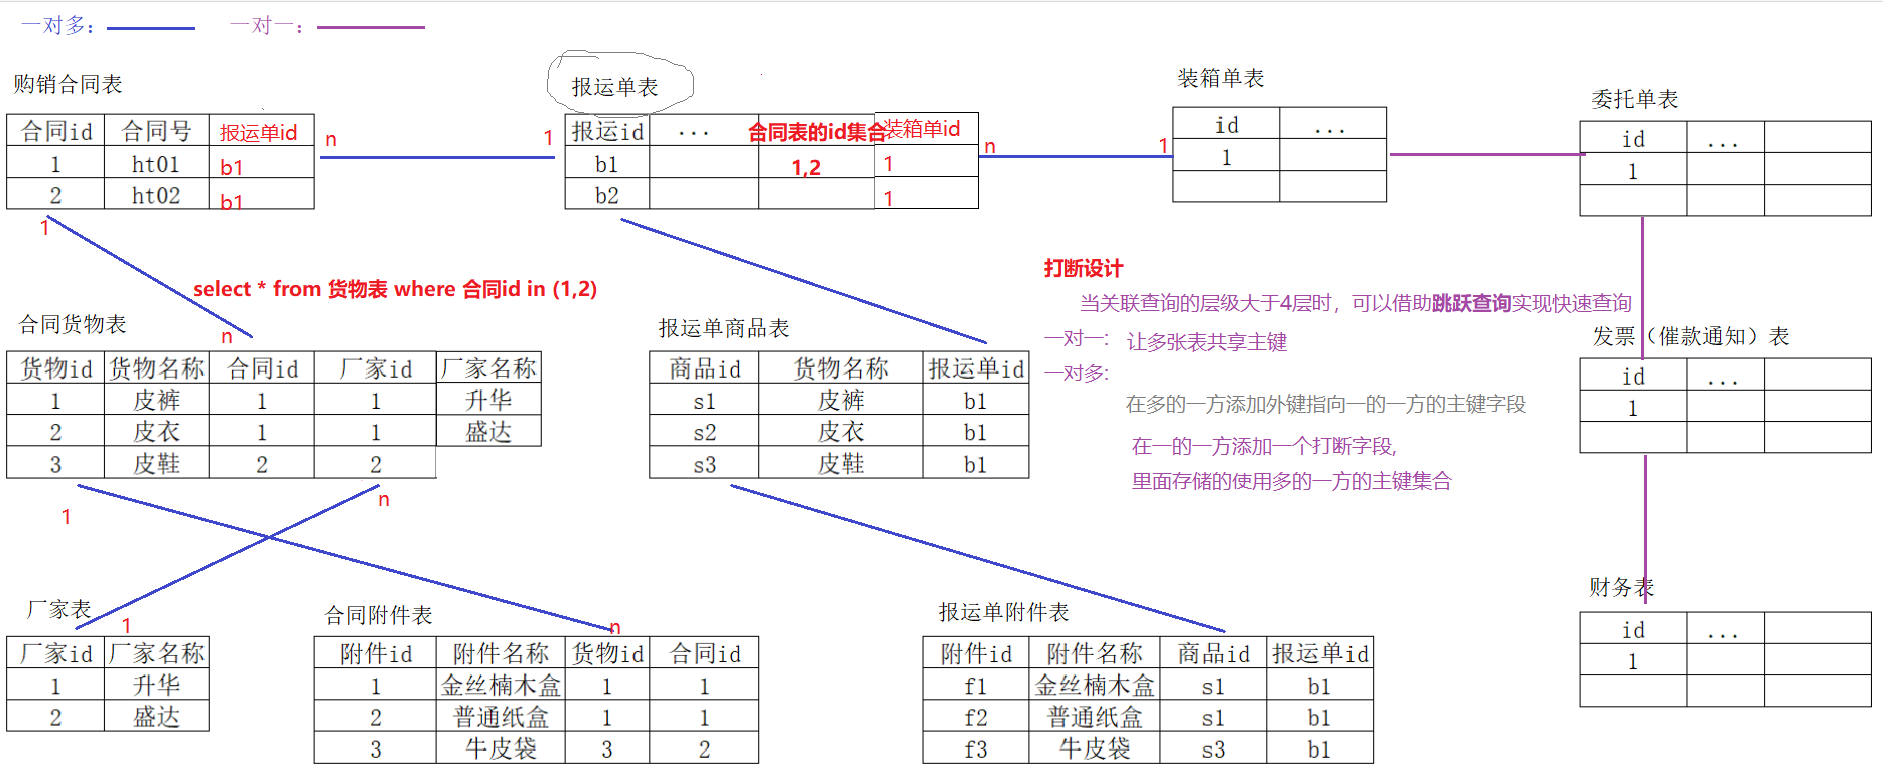 一对多：
一对一：
购销合同表
合同id 合同号 报运单id
1 ht01 b1
2 ht02 b1
n
1
报运单表
报运id ... 合同表的id集合 装箱单id
b1 1,2 1
b2 1
n
1
装箱单表
id ...
1
委托单表
id ...
1
1
select * from 货物表 where 合同id in (1,2)
n
合同货物表
货物id 货物名称 合同id 厂家id 厂家名称
1 皮裤 1 1 升华
2 皮衣 1 1 盛达
3 皮鞋 2 2
报运单商品表
商品id 货物名称 报运单id
s1 皮裤 b1
s2 皮衣 b1
s3 皮鞋 b1
打断设计
当关联查询的层级大于4层时，可以借助跳跃查询实现快速查询
一对一： 让多张表共享主键
一对多：
在多的一方添加外键指向一的一方的主键字段
在一的一方添加一个打断字段,
里面存储的使用多的一方的主键集合
发票（催款通知）表
id ...
1
1
n
厂家表
1
厂家id 厂家名称
1 升华
2 盛达
合同附件表
n
附件id 附件名称 货物id 合同id
1 金丝楠木盒 1 1
2 普通纸盒 1 1
3 牛皮袋 3 2
报运单附件表
附件id 附件名称 商品id 报运单id
f1 金丝楠木盒 s1 b1
f2 普通纸盒 s1 b1
f3 牛皮袋 s3 b1
财务表
id ...
1